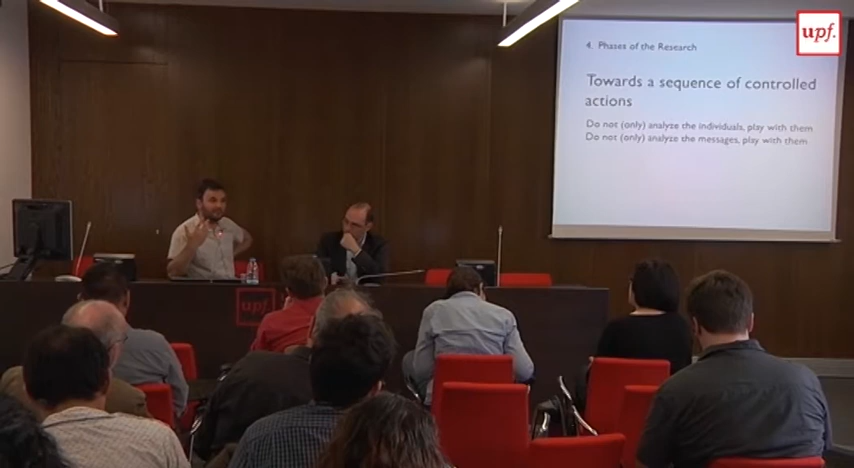 4. Phases of the Research
upf.
Towards a sequence of controlled
actions
Do not (only) analyze the individuals, play with them
Do not (only) analyze the messages, play with them
upf.